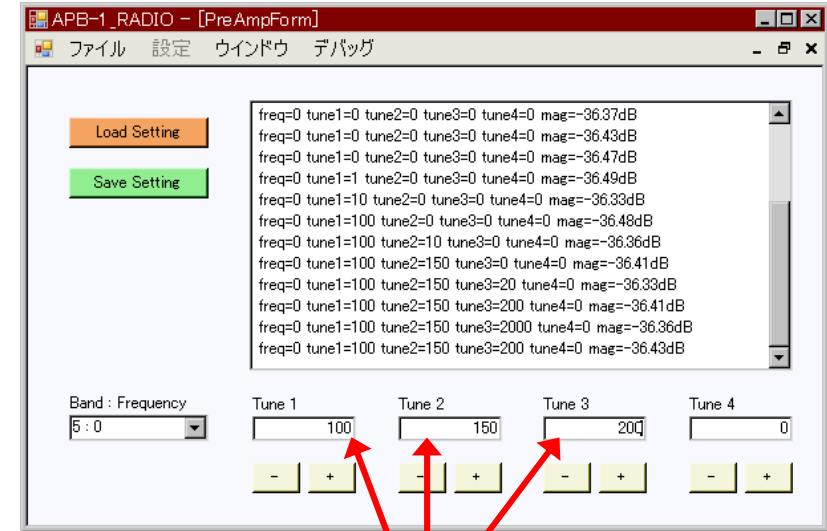 APB-1_RADIO - [PreAmpForm]
ファイル 設定 ウインドウ デバッグ
Load Setting
Save Setting
freq=0 tune1=0 tune2=0 tune3=0 tune4=0 mag=-36.37dB
freq=0 tune1=0 tune2=0 tune3=0 tune4=0 mag=-36.43dB
freq=0 tune1=0 tune2=0 tune3=0 tune4=0 mag=-36.47dB
freq=0 tune1=1 tune2=0 tune3=0 tune4=0 mag=-36.49dB
freq=0 tune1=10 tune2=0 tune3=0 tune4=0 mag=-36.33dB
freq=0 tune1=100 tune2=0 tune3=0 tune4=0 mag=-36.48dB
freq=0 tune1=100 tune2=10 tune3=0 tune4=0 mag=-36.36dB
freq=0 tune1=100 tune2=150 tune3=0 tune4=0 mag=-36.41dB
freq=0 tune1=100 tune2=150 tune3=20 tune4=0 mag=-36.33dB
freq=0 tune1=100 tune2=150 tune3=200 tune4=0 mag=-36.41dB
freq=0 tune1=100 tune2=150 tune3=2000 tune4=0 mag=-36.36dB
freq=0 tune1=100 tune2=150 tune3=200 tune4=0 mag=-36.43dB
Band : Frequency Tune 1 Tune 2 Tune 3 Tune 4
5 : 0 100 150 200 0
- + - + - + - +